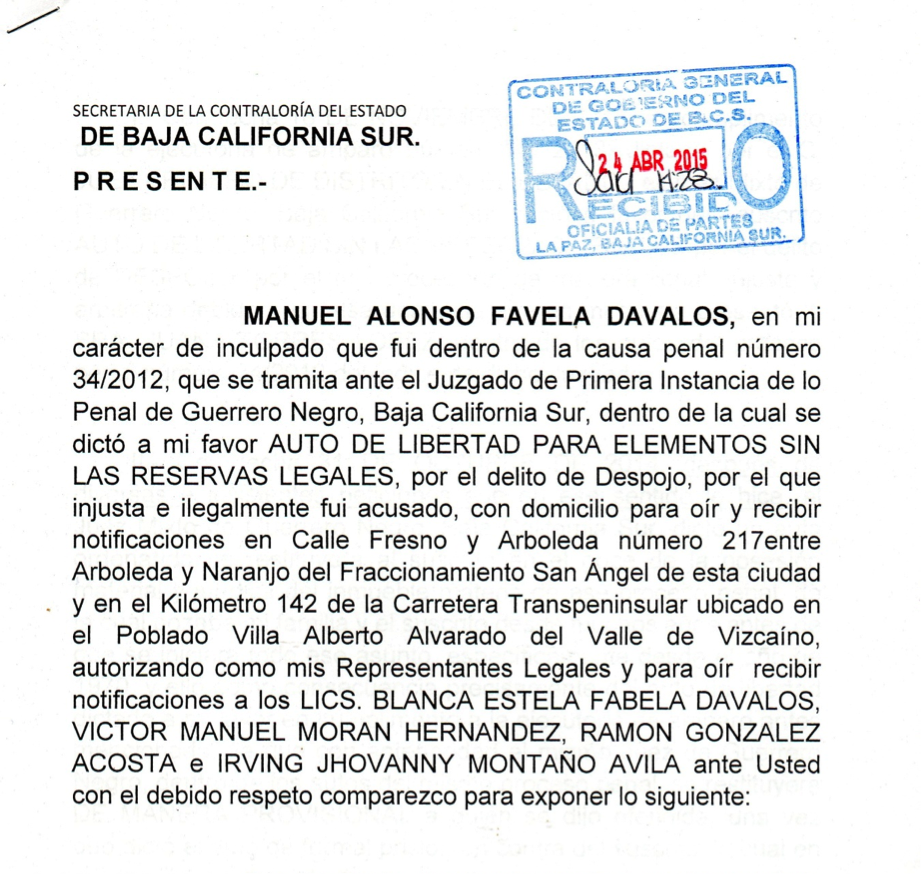 SECRETARIA DE LA CONTRALORÍA DEL ESTADO
DE BAJA CALIFORNIA SUR.
P R E S E N T E.-
CONTRALORIA GENERAL
DE GOBIERNO DEL
ESTADO DE B.C.S.
24 ABR 2015
14:28
RECIBIDO
OFICIALIA DE PARTES
LA PAZ, BAJA CALIFORNIA SUR.
MANUEL ALONSO FAVELA DAVALOS, en mi
carácter de inculpado que fui dentro de la causa penal número
34/2012, que se tramita ante el Juzgado de Primera Instancia de lo
Penal de Guerrero Negro, Baja California Sur, dentro de la cual se
dictó a mi favor AUTO DE LIBERTAD PARA ELEMENTOS SIN
LAS RESERVAS LEGALES, por el delito de Despojo, por el que
injusta e ilegalmente fui acusado, con domicilio para oír y recibir
notificaciones en Calle Fresno y Arboleda número 217entre
Arboleda y Naranjo del Fraccionamiento San Ángel de esta ciudad
y en el Kilómetro 142 de la Carretera Transpeninsular ubicado en
el Poblado Villa Alberto Alvarado del Valle de Vizcaíno,
autorizando como mis Representantes Legales y para oír recibir
notificaciones a los LICS. BLANCA ESTELA FABELA DAVALOS,
VICTOR MANUEL MORAN HERNANDEZ, RAMON GONZALEZ
ACOSTA e IRVING JHOVANNY MONTAÑO AVILA ante Usted
con el debido respeto comparezco para exponer lo siguiente: